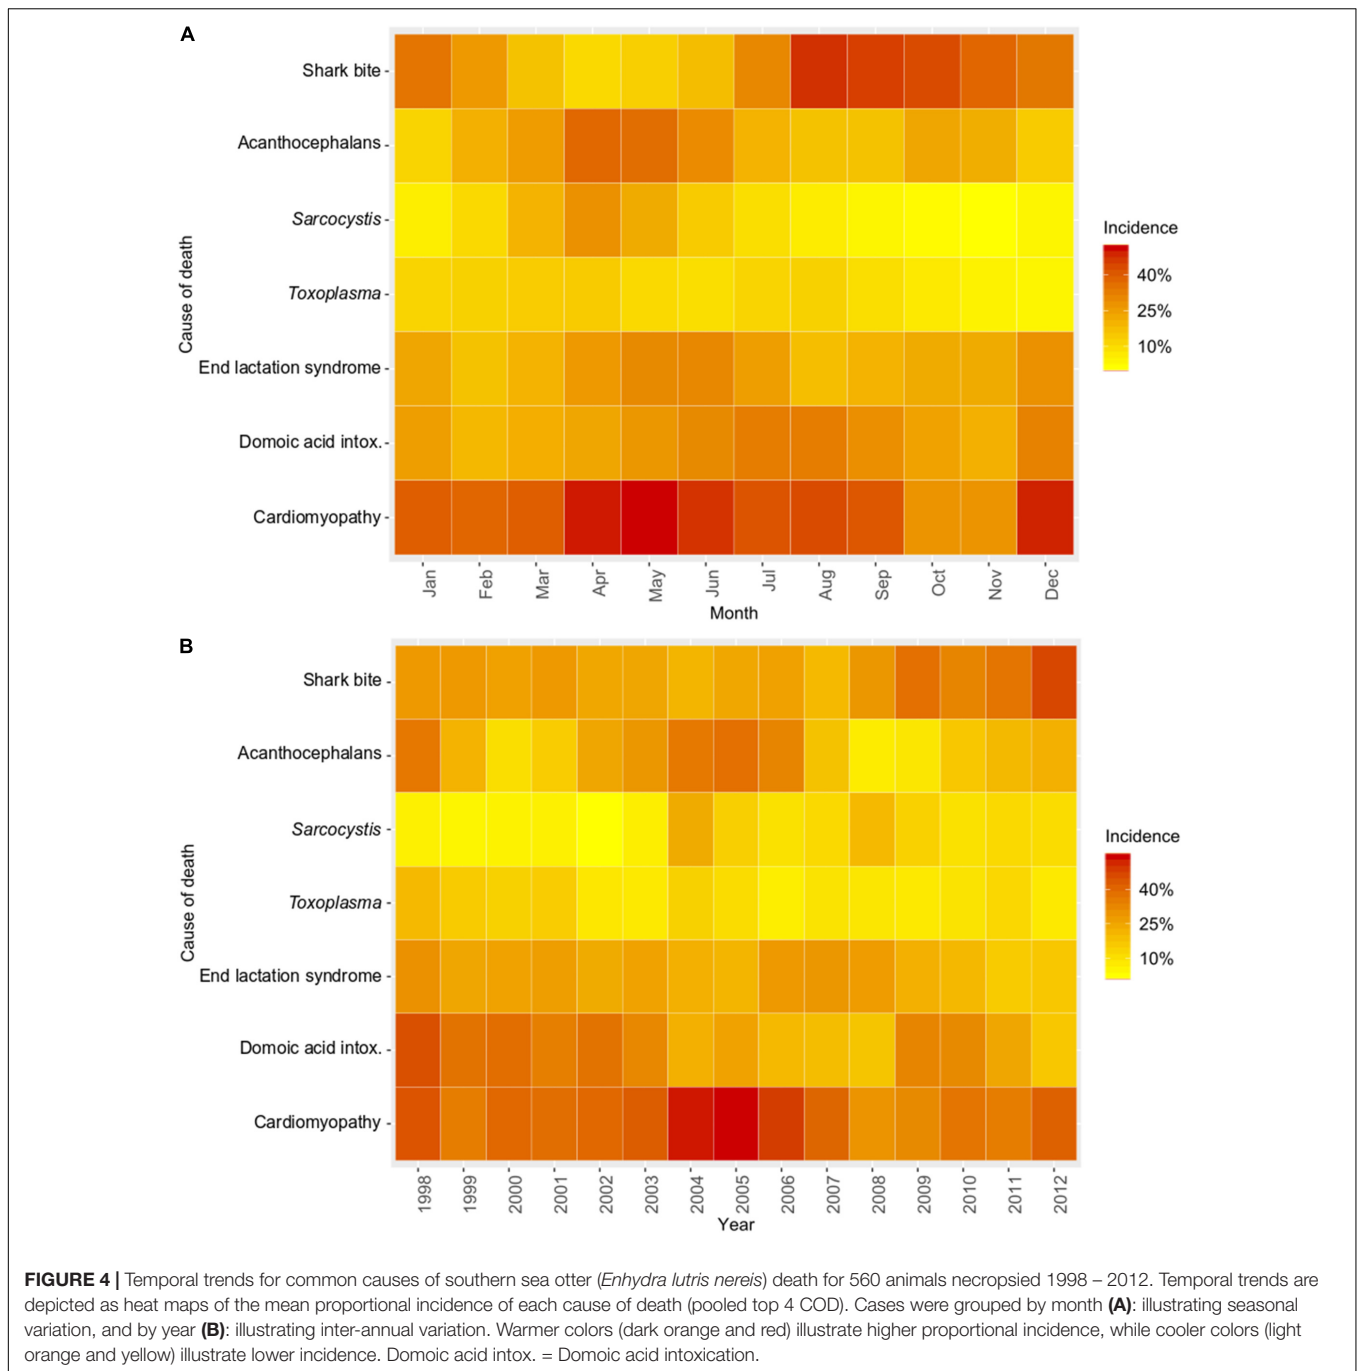 A
Shark bite
Acanthocephalans
Sarcocystis
Toxoplasma
End lactation syndrome
Domoic acid intox.
Cardiomyopathy
Cause of death
Jan Feb Mar Apr May Jun Jul Aug Sep Oct Nov Dec
Month
Incidence
40%
25%
10%
B
Shark bite
Acanthocephalans
Sarcocystis
Toxoplasma
End lactation syndrome
Domoic acid intox.
Cardiomyopathy
Cause of death
1998 1999 2000 2001 2002 2003 2004 2005 2006 2007 2008 2009 2010 2011 2012
Year
Incidence
40%
25%
10%
FIGURE 4 | Temporal trends for common causes of southern sea otter (Enhydra lutris nereis) death for 560 animals necropsied 1998 – 2012. Temporal trends are
depicted as heat maps of the mean proportional incidence of each cause of death (pooled top 4 COD). Cases were grouped by month (A): illustrating seasonal
variation, and by year (B): illustrating inter-annual variation. Warmer colors (dark orange and red) illustrate higher proportional incidence, while cooler colors (light
orange and yellow) illustrate lower incidence. Domoic acid intox. = Domoic acid intoxication.